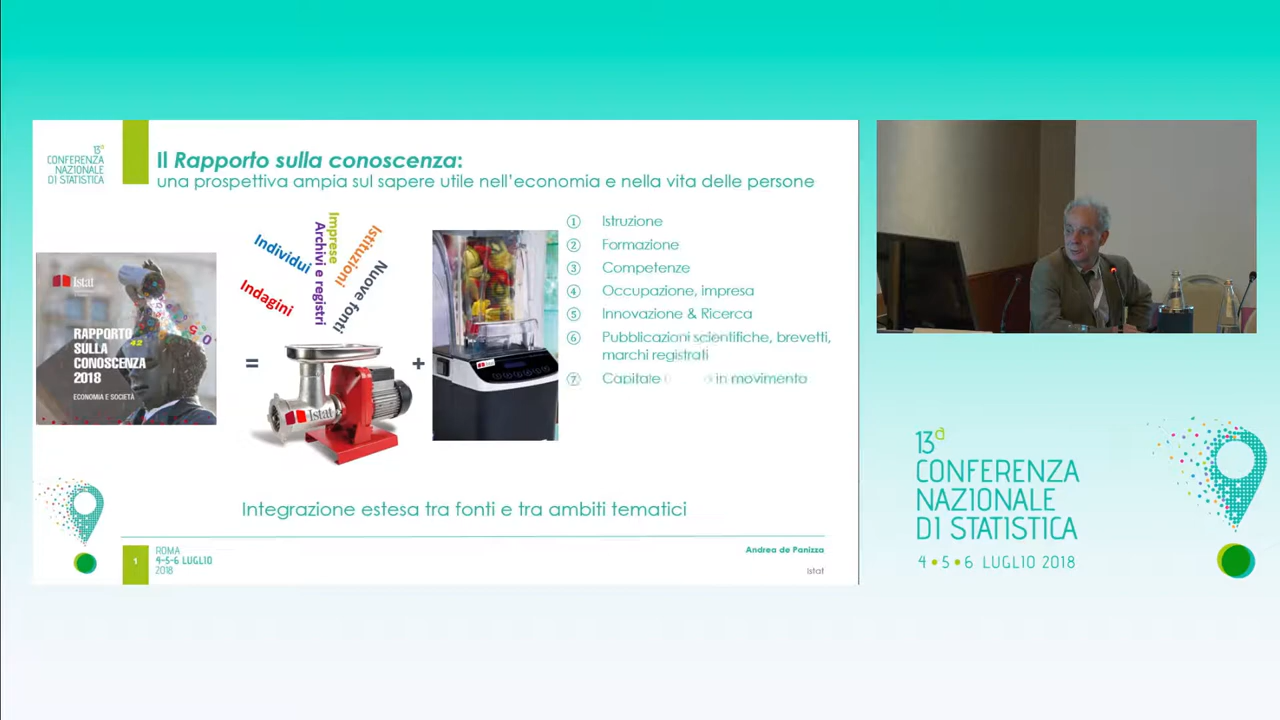 13ª
CONFERENZA
NAZIONALE
DI STATISTICA
Il Rapporto sulla conoscenza:
una prospettiva ampia sul sapere utile nell'economia e nella vita delle persone
Istat
RAPPORTO
SULLA
CONOSCENZA
2018
ECONOMIA E SOCIETÀ
=
Indagini
Individui
Archivi e registri
Imprese
Istituzioni
Nuove fonti
Istat
+
1 Istruzione
2 Formazione
3 Competenze
4 Occupazione, impresa
5 Innovazione & Ricerca
6 Pubblicazioni scientifiche, brevetti,
marchi registrati
7 Capitale in movimento
Integrazione estesa tra fonti e tra ambiti tematici
1
ROMA
4-5-6 LUGLIO
2018
Andrea de Panizza
Istat
13ª
CONFERENZA
NAZIONALE
DI STATISTICA
4 • 5 • 6 LUGLIO 2018